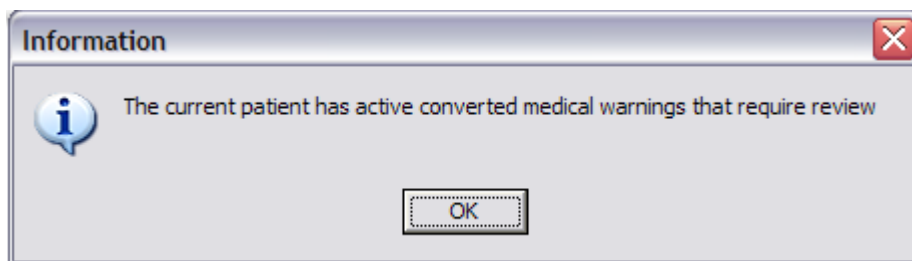 Information
The current patient has active converted medical warnings that require review
OK